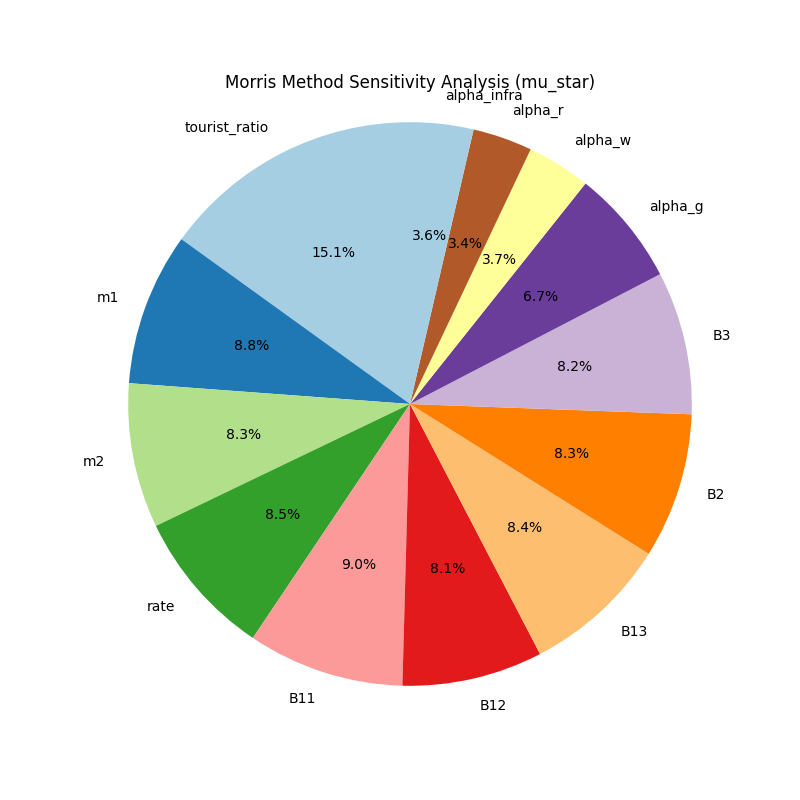 Morris Method Sensitivity Analysis (mu_star)
alpha_infra
alpha_r
tourist_ratio
alpha_w
alpha_g
3.6%
3.4%
15.1%
3.7%
6.7%
m1
B3
8.8%
8.2%
m2
8.3%
8.3%
B2
8.5%
8.4%
9.0%
8.1%
rate
B13
B11
B12